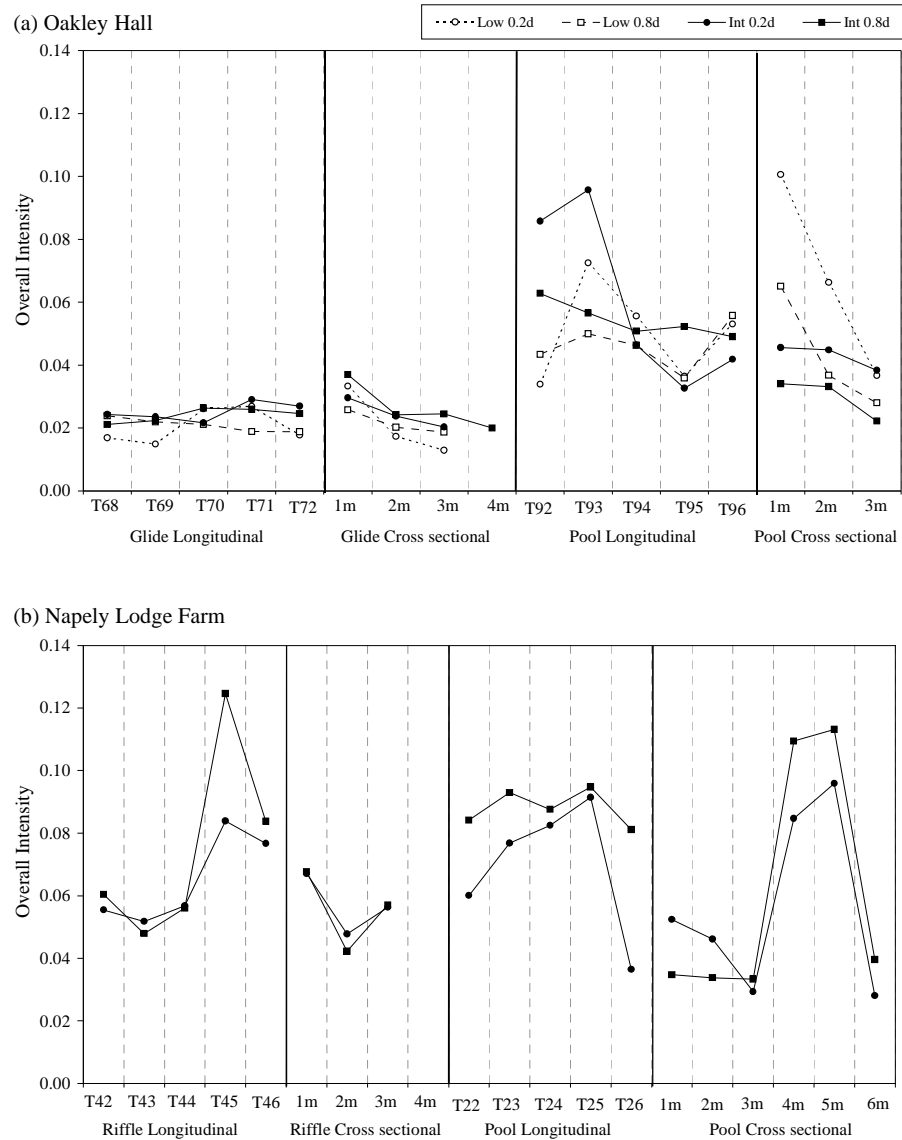 (a) Oakley Hall
Low 0.2d Low 0.8d Int 0.2d Int 0.8d
0.14
0.12
0.10
0.08
0.06
0.04
0.02
0.00
Overall Intensity
T68 T69 T70 T71 T72 1m 2m 3m 4m T92 T93 T94 T95 T96 1m 2m 3m
Glide Longitudinal Glide Cross sectional Pool Longitudinal Pool Cross sectional
(b) Napely Lodge Farm
0.14
0.12
0.10
0.08
0.06
0.04
0.02
0.00
Overall Intensity
T42 T43 T44 T45 T46 1m 2m 3m 4m T22 T23 T24 T25 T26 1m 2m 3m 4m 5m 6m
Riffle Longitudinal Riffle Cross sectional Pool Longitudinal Pool Cross sectional